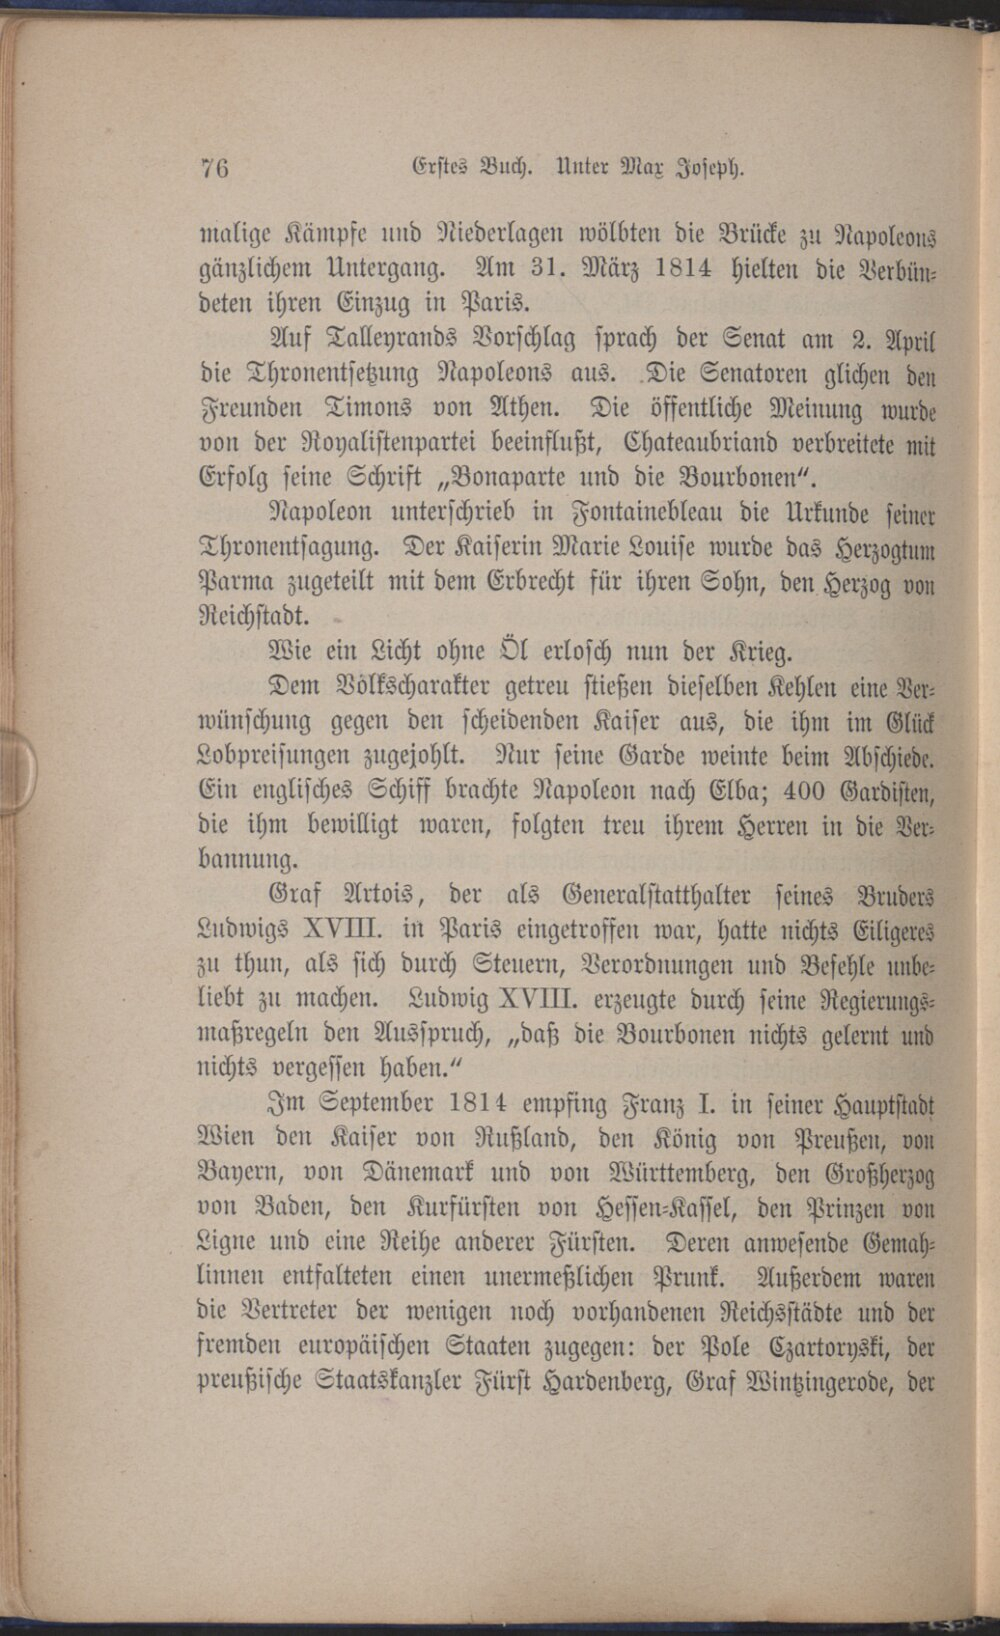 76 Erstes Buch. Unter Max Joseph.
malige Kämpfe und Niederlagen wölbten die Brücke zu Napoleons
gänzlichem Untergang. Am 31. März 1814 hielten die Verbün-
deten ihren Einzug in Paris.
Auf Talleyrands Vorschlag sprach der Senat am 2. April
die Thronentsetzung Napoleons aus. Die Senatoren glichen den
Freunden Timons von Athen. Die öffentliche Meinung wurde
von der Royalistenpartei beeinflußt, Chateaubriand verbreitete mit
Erfolg seine Schrift „Bonaparte und die Bourbonen“.
Napoleon unterschrieb in Fontainebleau die Urkunde seiner
Thronentsagung. Der Kaiserin Marie Louise wurde das Herzogtum
Parma zugeteilt mit dem Erbrecht für ihren Sohn, den Herzog von
Reichstadt.
Wie ein Licht ohne Öl erlosch nun der Krieg.
Dem Volkscharakter getreu stießen dieselben Kehlen eine Ver-
wünschung gegen den scheidenden Kaiser aus, die ihm im Glück
Lobpreisungen zugejohlt. Nur seine Garde weinte beim Abschiede.
Ein englisches Schiff brachte Napoleon nach Elba; 400 Gardisten,
die ihm bewilligt waren, folgten treu ihrem Herren in die Ver-
bannung.
Graf Artois, der als Generalstatthalter seines Bruders
Ludwigs XVIII. in Paris eingetroffen war, hatte nichts Eiligeres
zu thun, als sich durch Steuern, Verordnungen und Befehle unbe-
liebt zu machen. Ludwig XVIII. erzeugte durch seine Regierungs-
maßregeln den Ausspruch, „daß die Bourbonen nichts gelernt und
nichts vergessen haben.“
Im September 1814 empfing Franz I. in seiner Hauptstadt
Wien den Kaiser von Rußland, den König von Preußen, von
Bayern, von Dänemark und von Württemberg, den Großherzog
von Baden, den Kurfürsten von Hessen-Kassel, den Prinzen von
Ligne und eine Reihe anderer Fürsten. Deren anwesende Gemah-
linnen entfalteten einen unermeßlichen Prunk. Außerdem waren
die Vertreter der wenigen noch vorhandenen Reichsstädte und der
fremden europäischen Staaten zugegen: der Pole Czartoryski, der
preußische Staatskanzler Fürst Hardenberg, Graf Wintzingerode, der